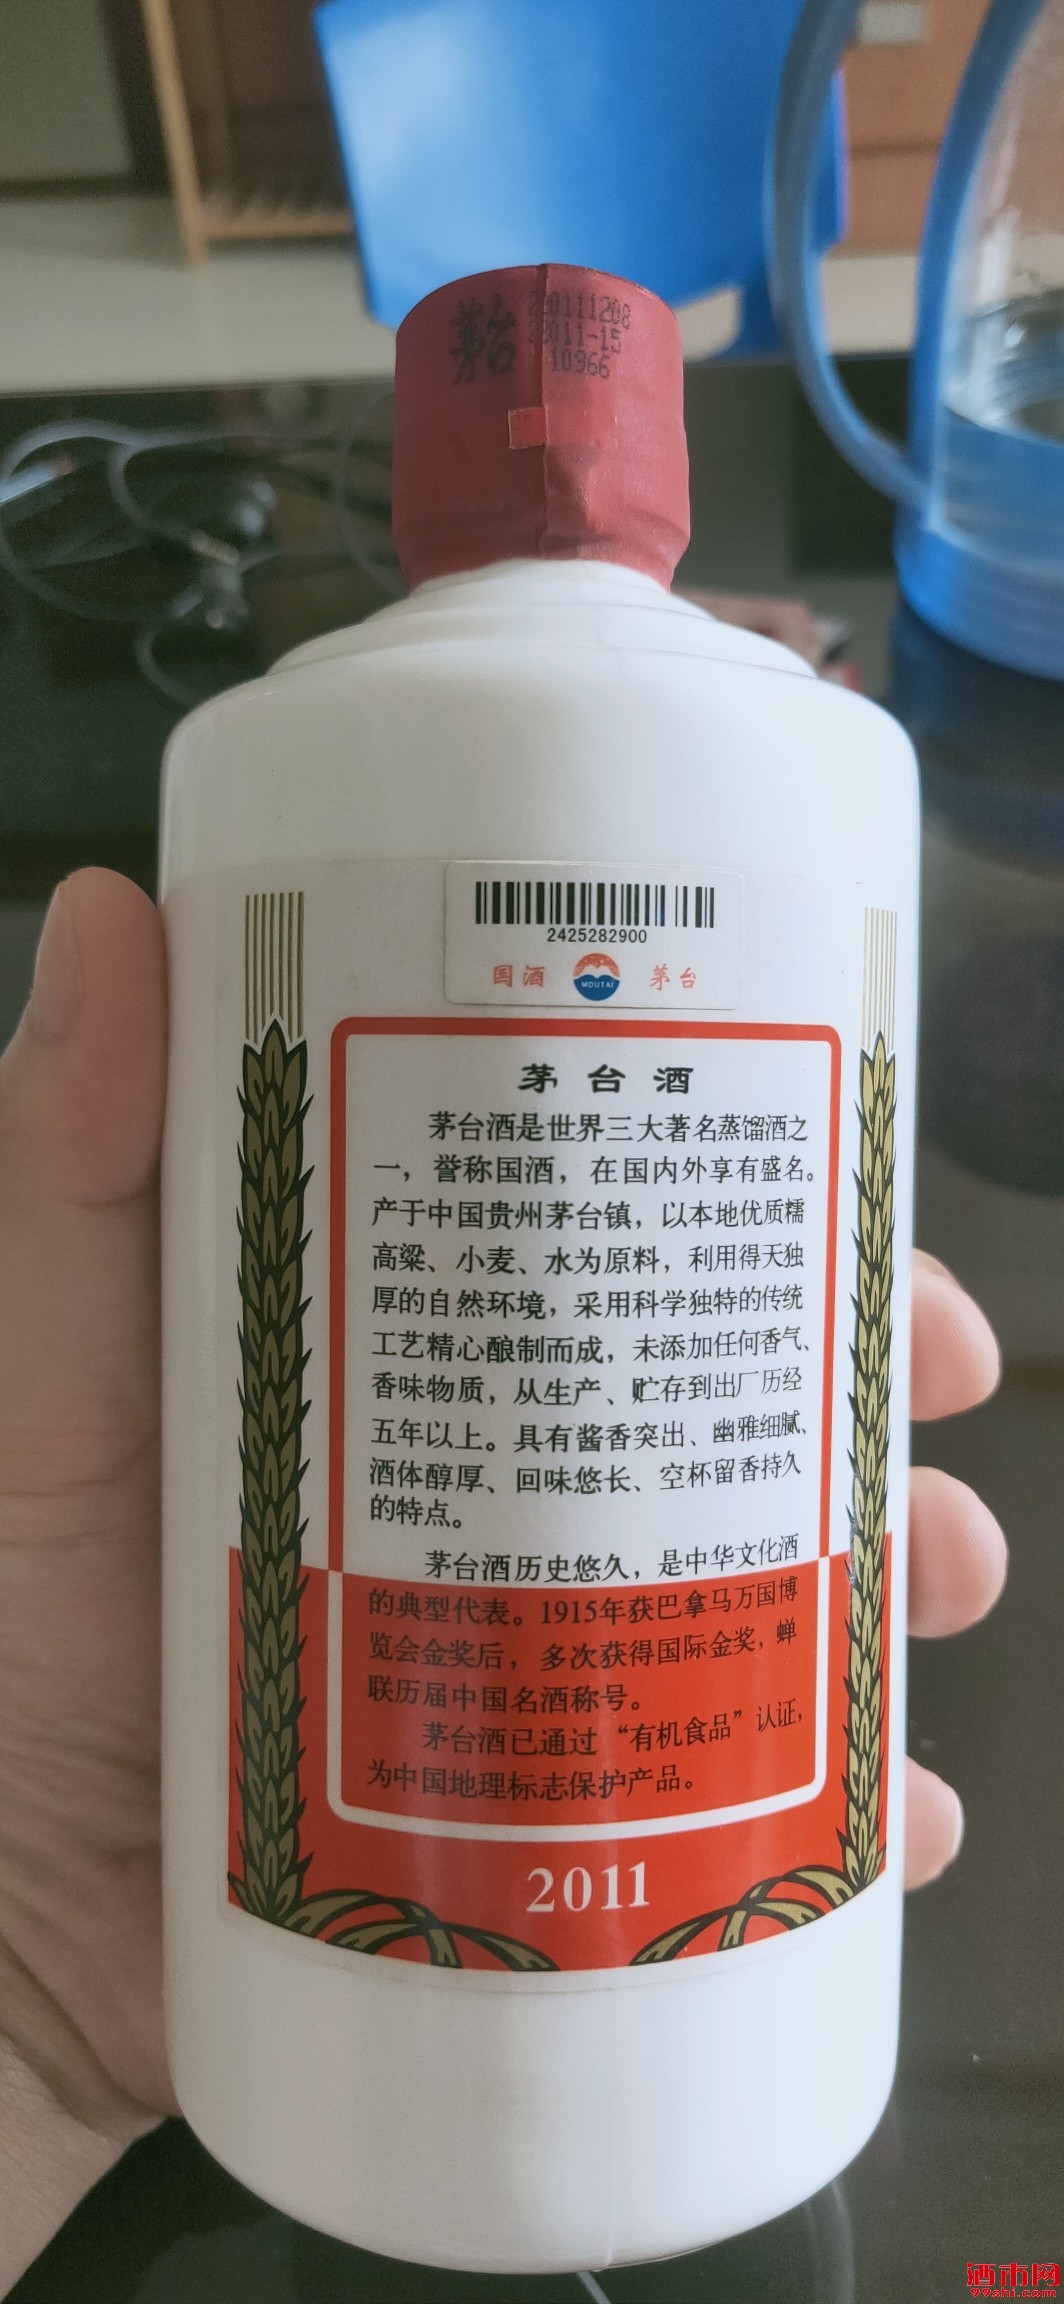 茅台 20111208
2011-15
10966
2425282900
国酒 MOUTAI 茅台
茅台酒
茅台酒是世界三大著名蒸馏酒之
一，誉称国酒，在国内外享有盛名。
产于中国贵州茅台镇，以本地优质糯
高粱、小麦、水为原料，利用得天独
厚的自然环境，采用科学独特的传统
工艺精心酿制而成，未添加任何香气、
香味物质，从生产、贮存到出厂历经
五年以上。具有酱香突出、幽雅细腻、
酒体醇厚、回味悠长、空杯留香持久
的特点。
茅台酒历史悠久，是中华文化酒
的典型代表。1915年获巴拿马万国博
览会金奖后，多次获得国际金奖，蝉
联历届中国名酒称号。
茅台酒已通过“有机食品”认证，
为中国地理标志保护产品。
2011
酒市网
99shi.com